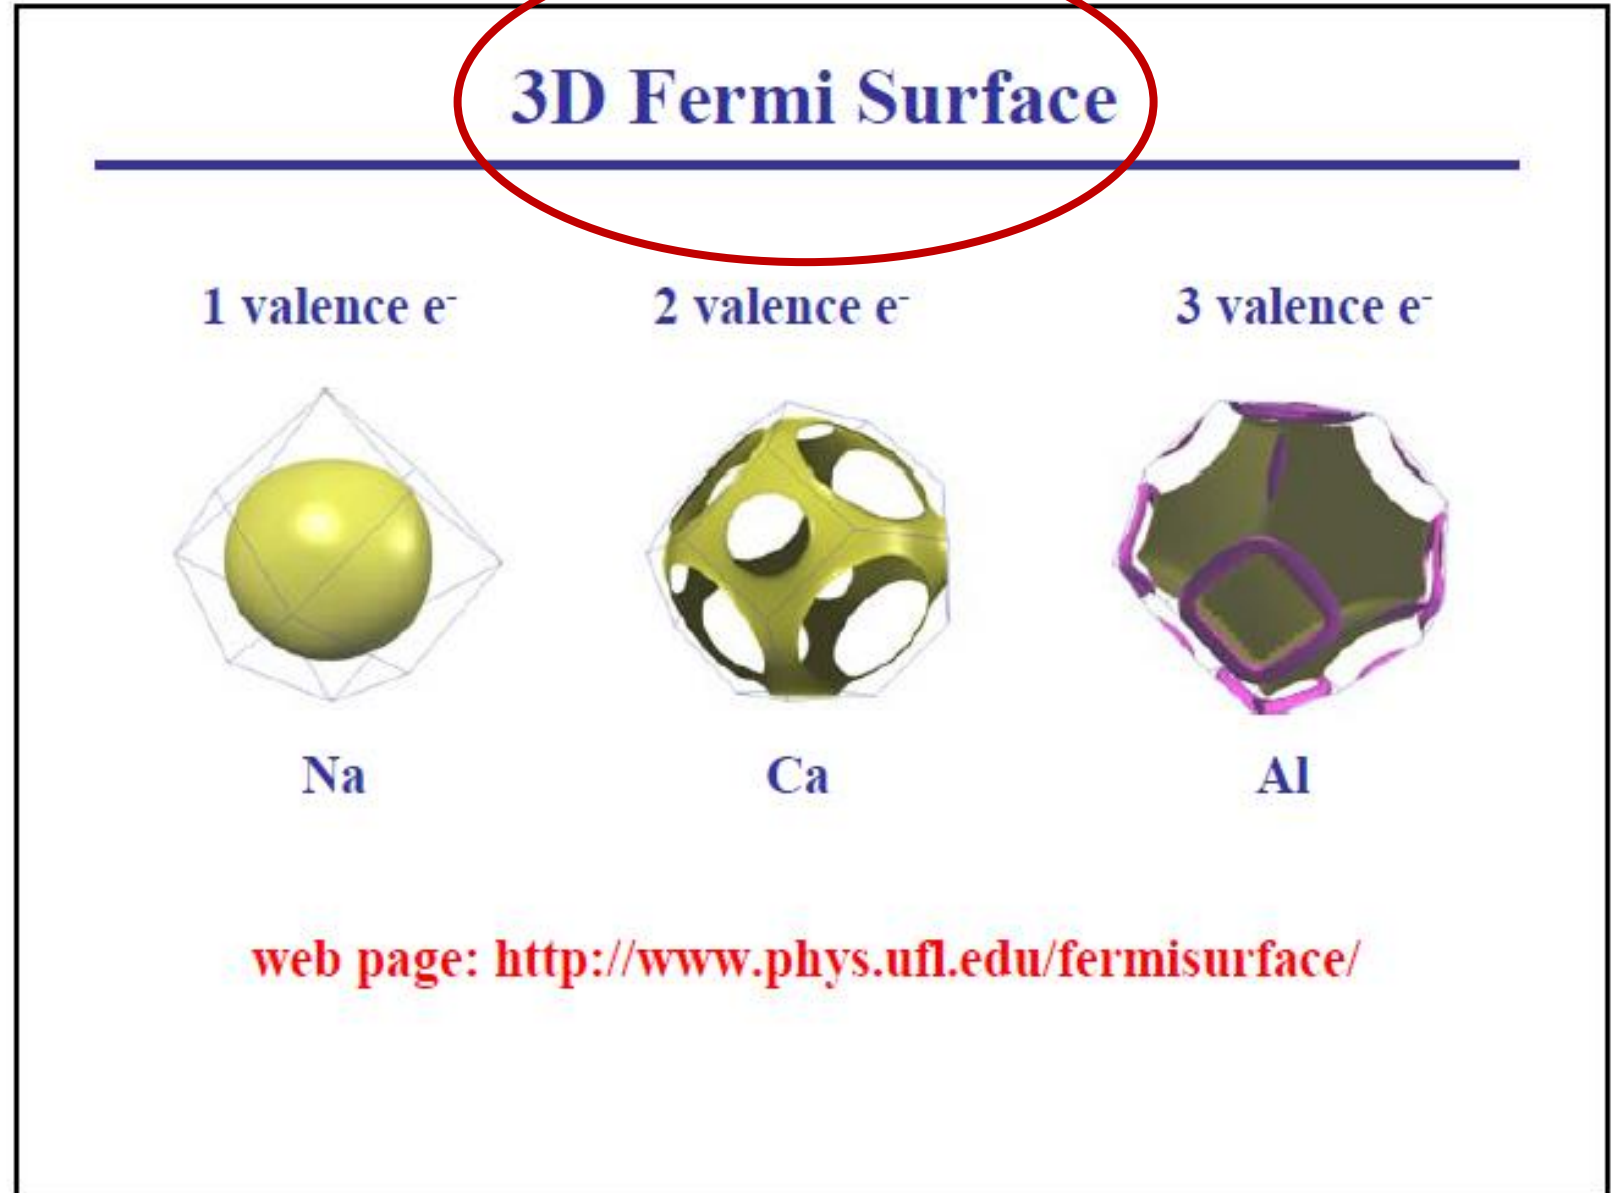 3D Fermi Surface
1 valence e⁻ 2 valence e⁻ 3 valence e⁻
Na Ca Al
web page: http://www.phys.ufl.edu/fermisurface/